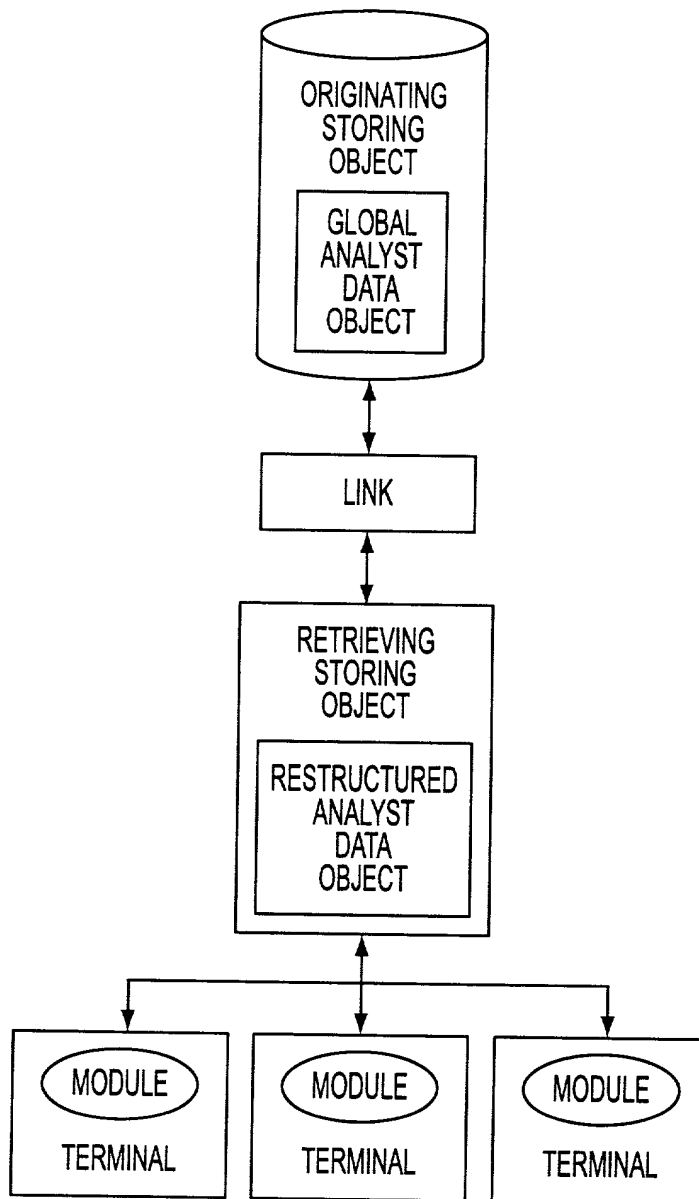 ORIGINATING
STORING
OBJECT
GLOBAL
ANALYST
DATA
OBJECT
LINK
RETRIEVING
STORING
OBJECT
RESTRUCTURED
ANALYST
DATA
OBJECT
MODULE
TERMINAL
MODULE
TERMINAL
MODULE
TERMINAL